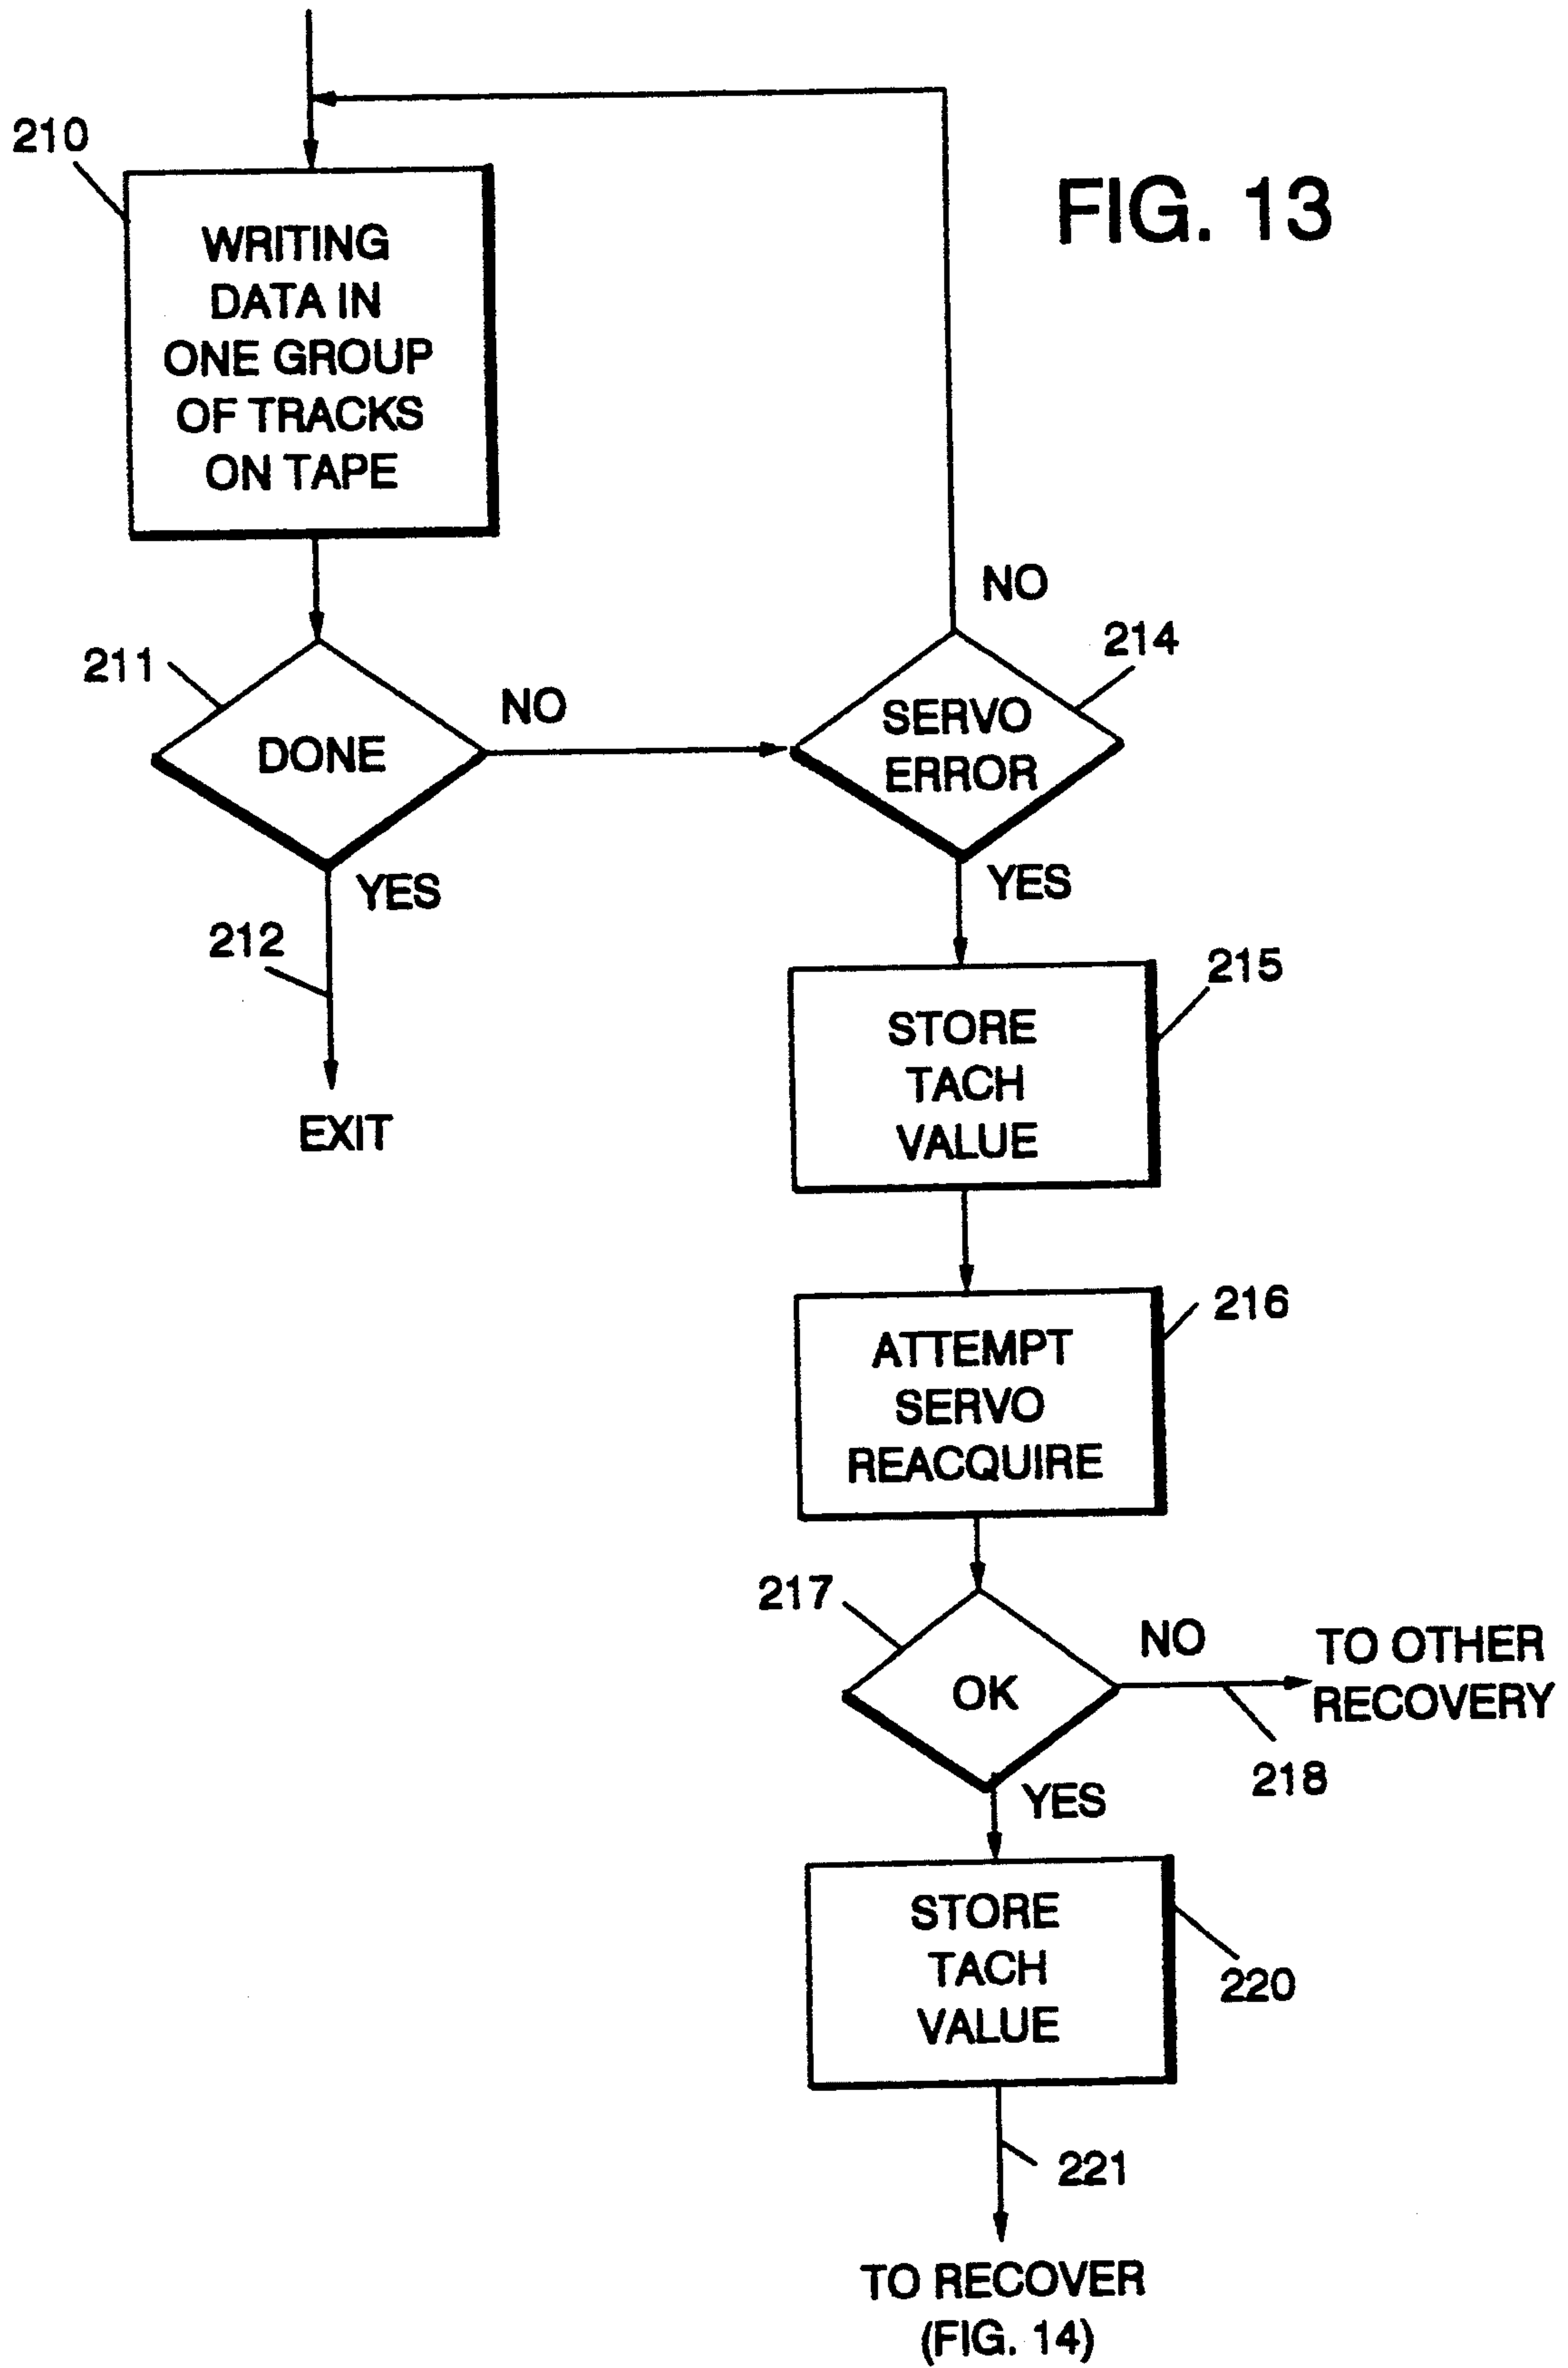 210
FIG. 13
WRITING
DATA IN
ONE GROUP
OF TRACKS
ON TAPE
NO
211
DONE
NO
214
SERVO
ERROR
YES
212
EXIT
YES
215
STORE
TACH
VALUE
216
ATTEMPT
SERVO
REACQUIRE
217
OK
NO
TO OTHER
RECOVERY
218
YES
STORE
TACH
VALUE
220
221
TO RECOVER
(FIG. 14)